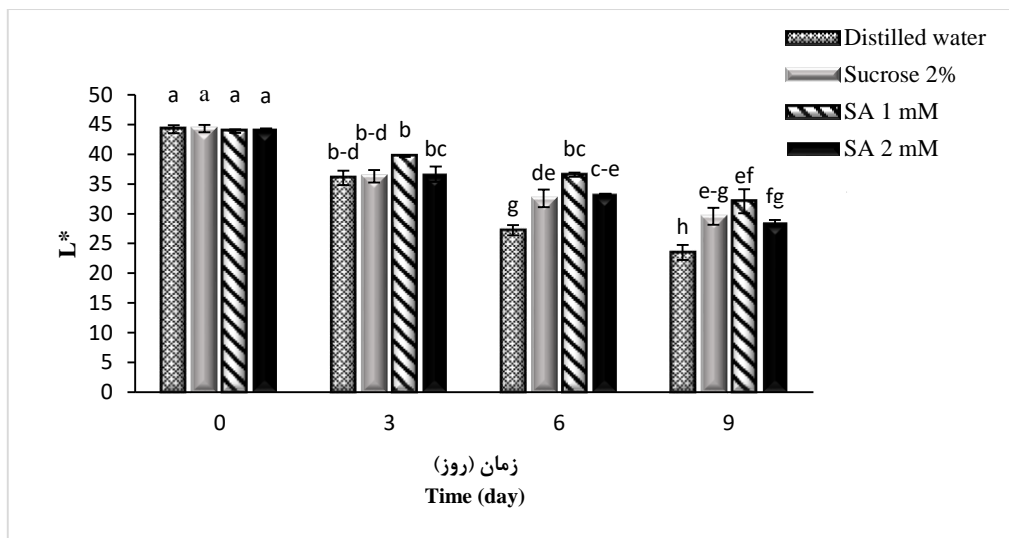 Distilled water
Sucrose 2%
SA 1 mM
SA 2 mM
L*
50
45
40
35
30
25
20
15
10
5
0
a a a a
b-d b-d b bc
g de bc c-e
h e-g ef fg
0 3 6 9
زمان (روز)
Time (day)